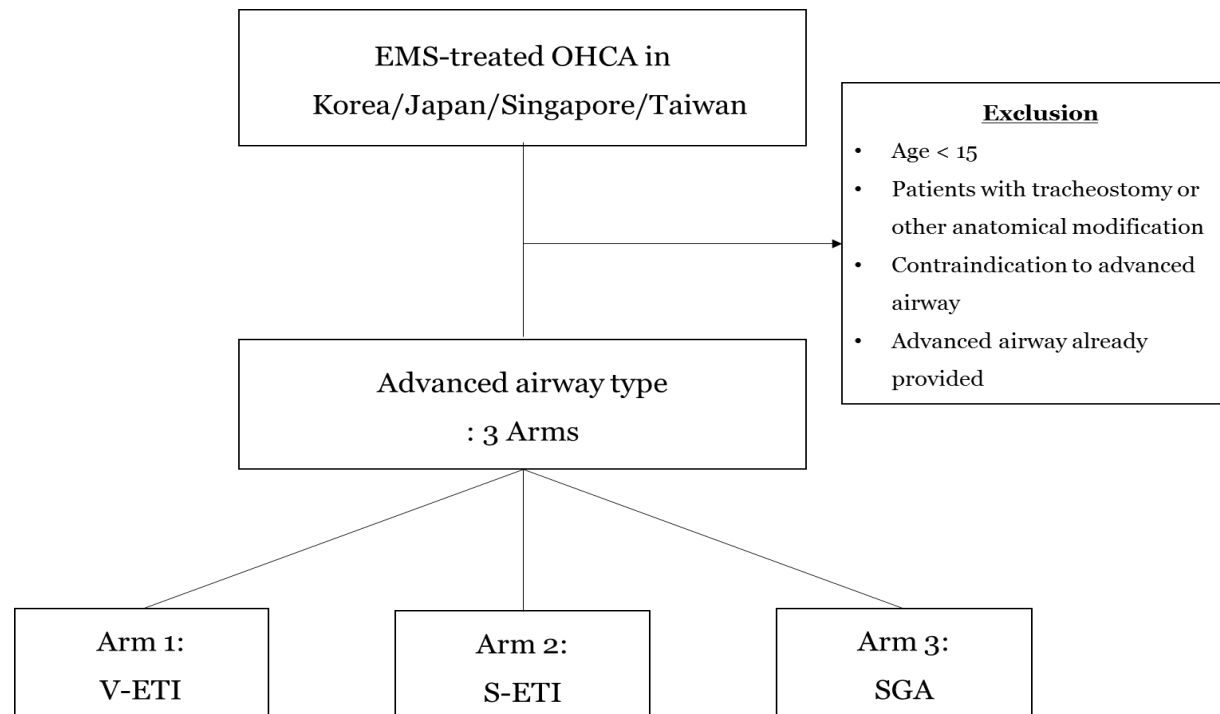 EMS-treated OHCA in
Korea/Japan/Singapore/Taiwan
Exclusion
• Age < 15
• Patients with tracheostomy or
other anatomical modification
• Contraindication to advanced
airway
• Advanced airway already
provided
Advanced airway type
: 3 Arms
Arm 1:
V-ETI
Arm 2:
S-ETI
Arm 3:
SGA